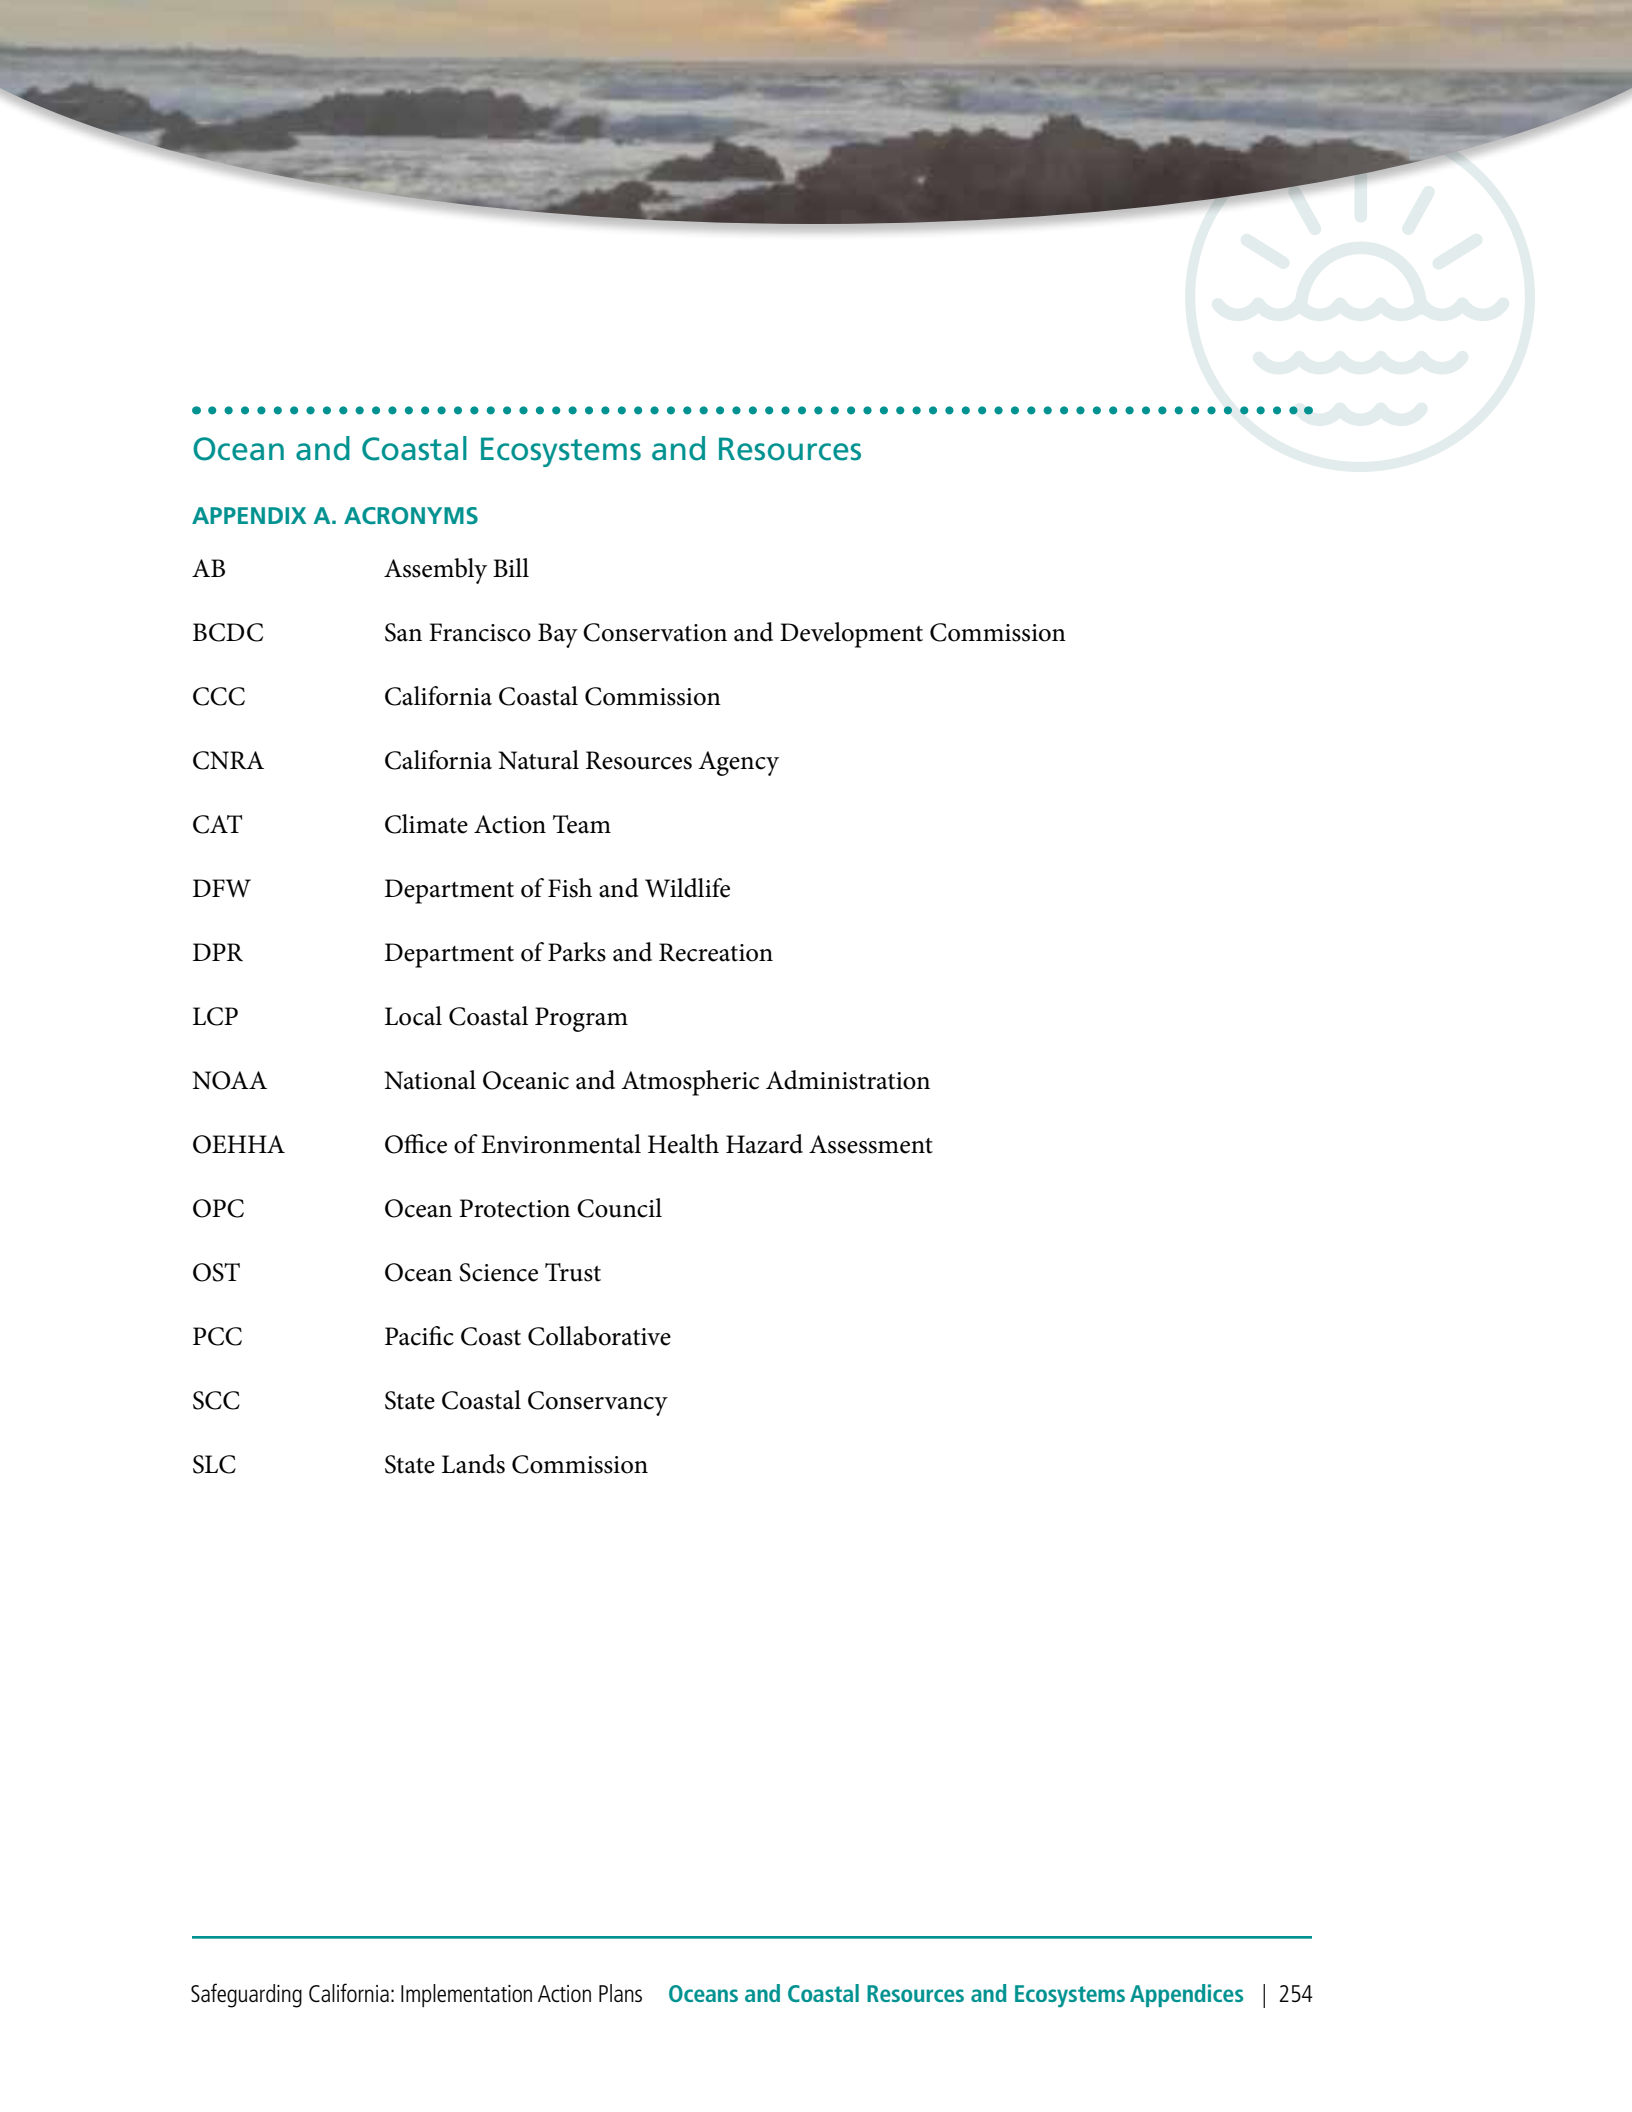 Ocean and Coastal Ecosystems and Resources
APPENDIX A. ACRONYMS
AB Assembly Bill
BCDC San Francisco Bay Conservation and Development Commission
CCC California Coastal Commission
CNRA California Natural Resources Agency
CAT Climate Action Team
DFW Department of Fish and Wildlife
DPR Department of Parks and Recreation
LCP Local Coastal Program
NOAA National Oceanic and Atmospheric Administration
OEHHA Office of Environmental Health Hazard Assessment
OPC Ocean Protection Council
OST Ocean Science Trust
PCC Pacific Coast Collaborative
SCC State Coastal Conservancy
SLC State Lands Commission
Safeguarding California: Implementation Action Plans Oceans and Coastal Resources and Ecosystems Appendices | 254